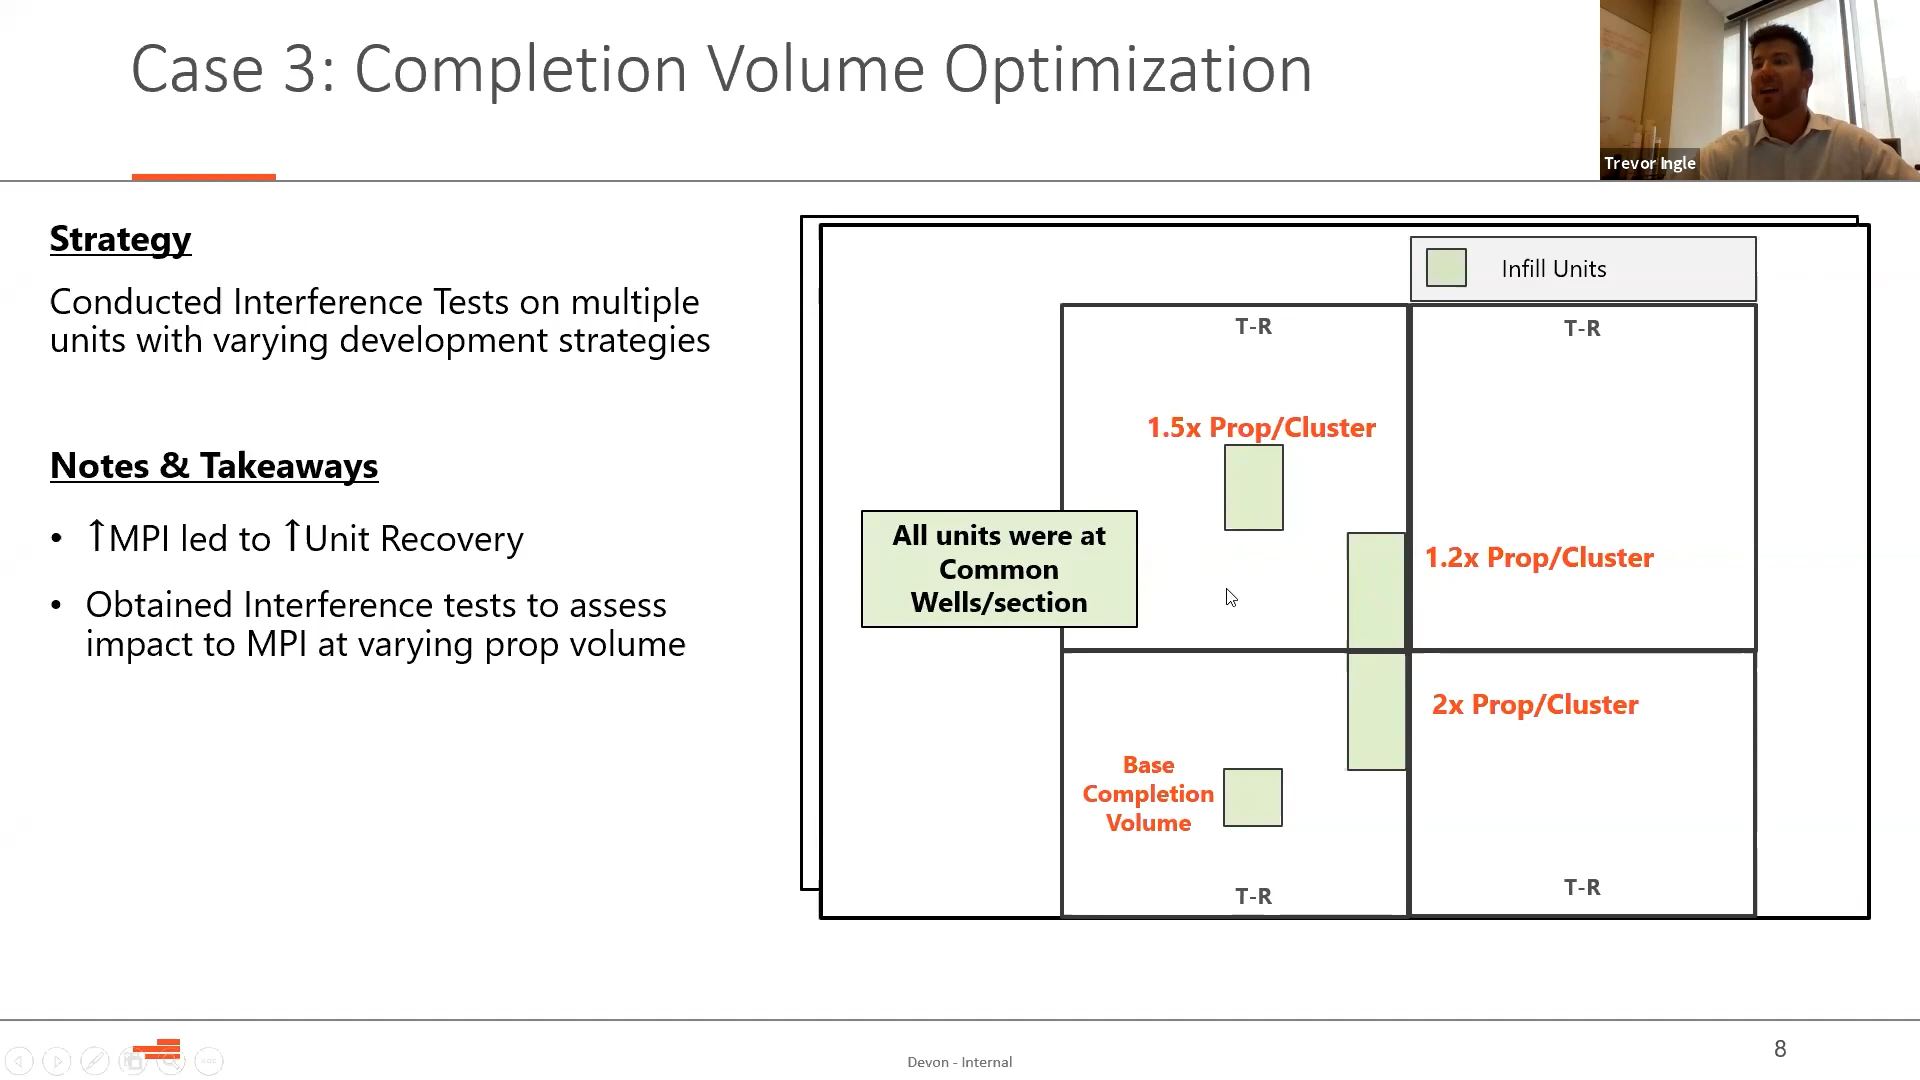 Case 3: Completion Volume Optimization
Trevor Ingle
Strategy
Conducted Interference Tests on multiple
units with varying development strategies
Notes & Takeaways
• ↑MPI led to ↑Unit Recovery
• Obtained Interference tests to assess
impact to MPI at varying prop volume
Infill Units
T-R
T-R
1.5x Prop/Cluster
All units were at
Common
Wells/section
1.2x Prop/Cluster
2x Prop/Cluster
Base
Completion
Volume
T-R
T-R
Devon - Internal
8